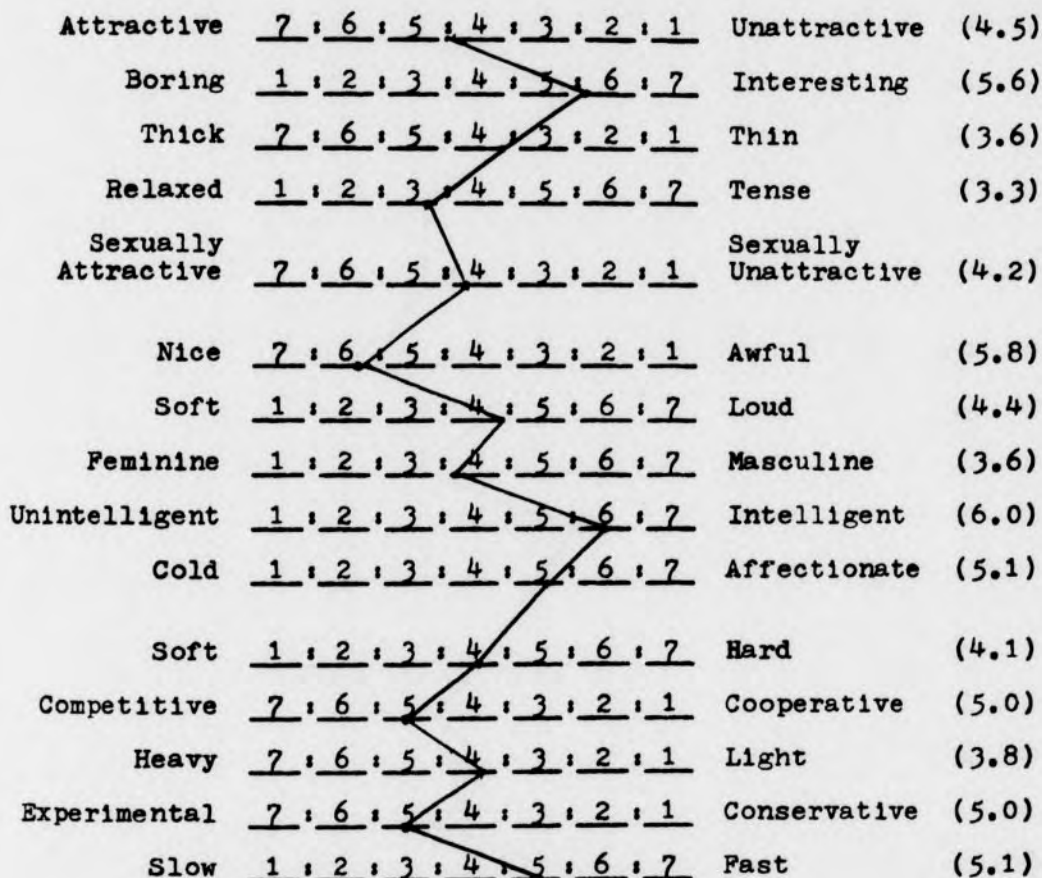 Attractive 7 : 6 : 5 : 4 : 3 : 2 : 1 Unattractive (4.5)
Boring 1 : 2 : 3 : 4 : 5 : 6 : 7 Interesting (5.6)
Thick 7 : 6 : 5 : 4 : 3 : 2 : 1 Thin (3.6)
Relaxed 1 : 2 : 3 : 4 : 5 : 6 : 7 Tense (3.3)
Sexually Sexually
Attractive 7 : 6 : 5 : 4 : 3 : 2 : 1 Unattractive (4.2)
Nice 7 : 6 : 5 : 4 : 3 : 2 : 1 Awful (5.8)
Soft 1 : 2 : 3 : 4 : 5 : 6 : 7 Loud (4.4)
Feminine 1 : 2 : 3 : 4 : 5 : 6 : 7 Masculine (3.6)
Unintelligent 1 : 2 : 3 : 4 : 5 : 6 : 7 Intelligent (6.0)
Cold 1 : 2 : 3 : 4 : 5 : 6 : 7 Affectionate (5.1)
Soft 1 : 2 : 3 : 4 : 5 : 6 : 7 Hard (4.1)
Competitive 7 : 6 : 5 : 4 : 3 : 2 : 1 Cooperative (5.0)
Heavy 7 : 6 : 5 : 4 : 3 : 2 : 1 Light (3.8)
Experimental 7 : 6 : 5 : 4 : 3 : 2 : 1 Conservative (5.0)
Slow 1 : 2 : 3 : 4 : 5 : 6 : 7 Fast (5.1)